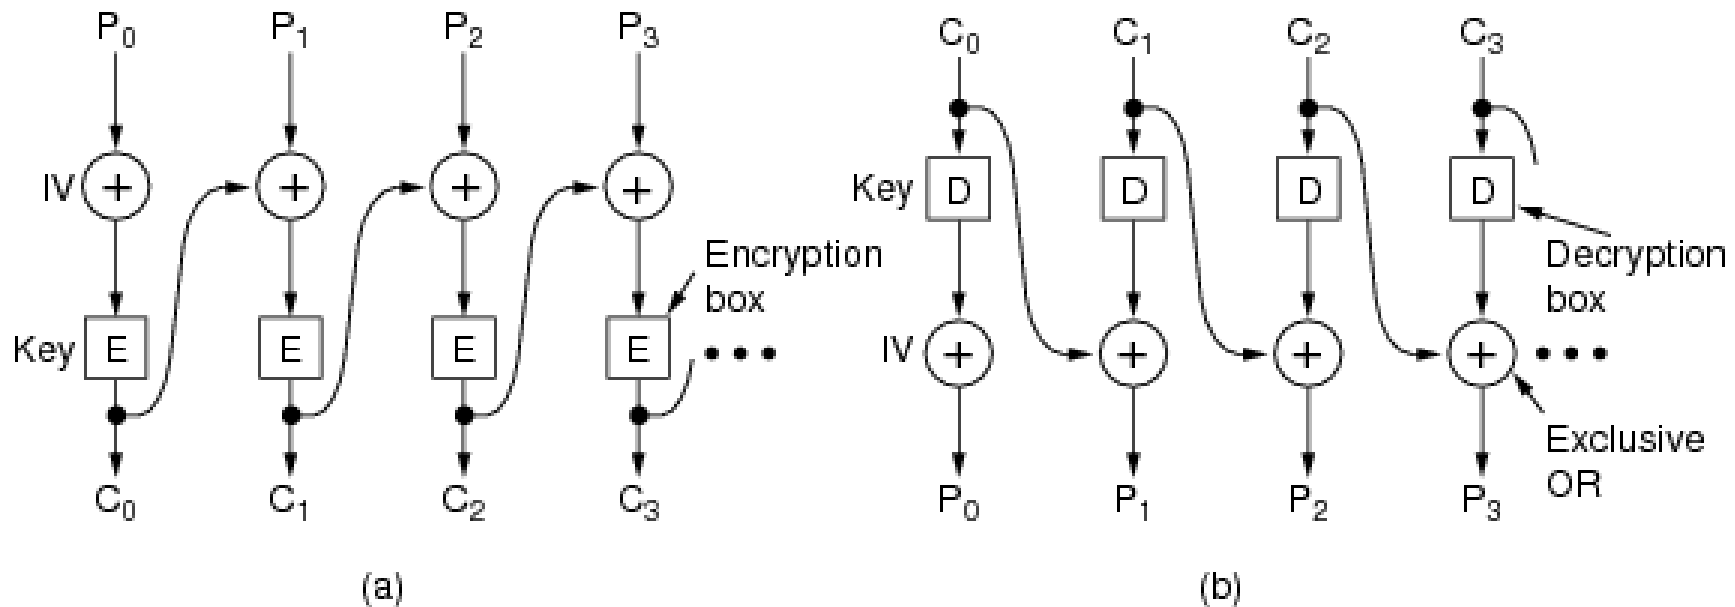 P₀ P₁ P₂ P₃
IV + + + +
Key E E E E
Encryption
box
C₀ C₁ C₂ C₃
(a)
C₀ C₁ C₂ C₃
Key D D D D
Decryption
box
IV + + + +
Exclusive
OR
P₀ P₁ P₂ P₃
(b)